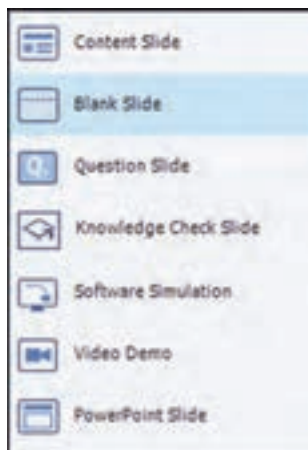 Content Slide
Blank Slide
Q.
Question Slide
Knowledge Check Slide
Software Simulation
Video Demo
PowerPoint Slide